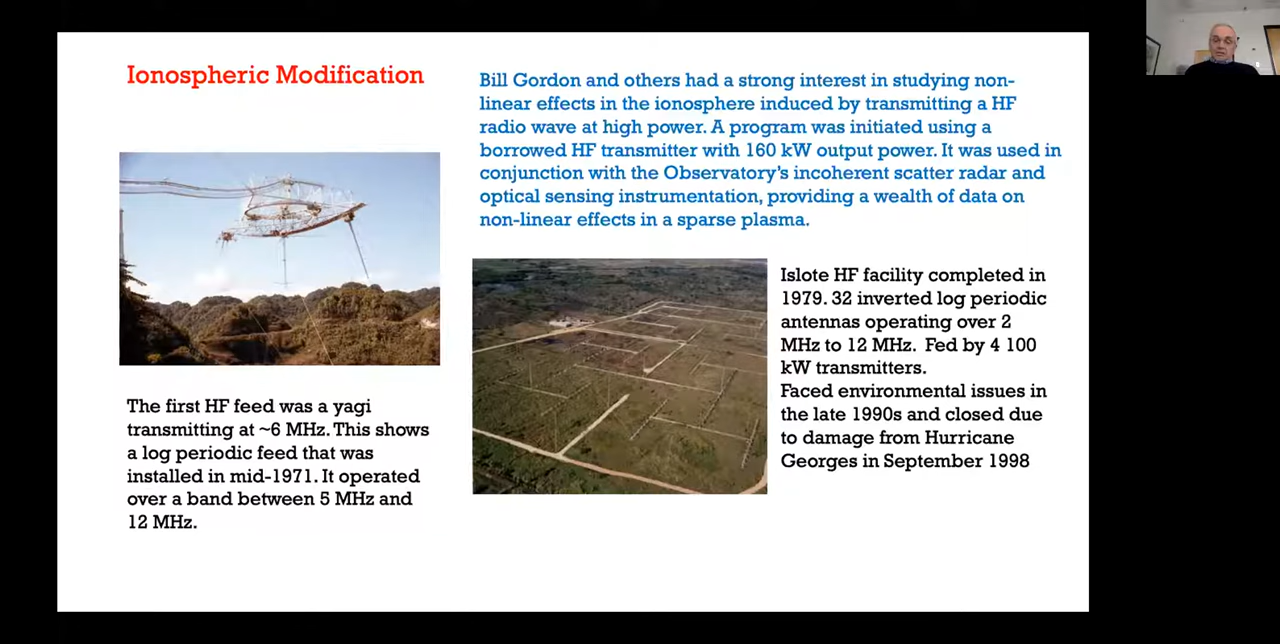 Ionospheric Modification
Bill Gordon and others had a strong interest in studying non-
linear effects in the ionosphere induced by transmitting a HF
radio wave at high power. A program was initiated using a
borrowed HF transmitter with 160 kW output power. It was used in
conjunction with the Observatory's incoherent scatter radar and
optical sensing instrumentation, providing a wealth of data on
non-linear effects in a sparse plasma.
The first HF feed was a yagi
transmitting at ~6 MHz. This shows
a log periodic feed that was
installed in mid-1971. It operated
over a band between 5 MHz and
12 MHz.
Islote HF facility completed in
1979. 32 inverted log periodic
antennas operating over 2
MHz to 12 MHz. Fed by 4 100
kW transmitters.
Faced environmental issues in
the late 1990s and closed due
to damage from Hurricane
Georges in September 1998